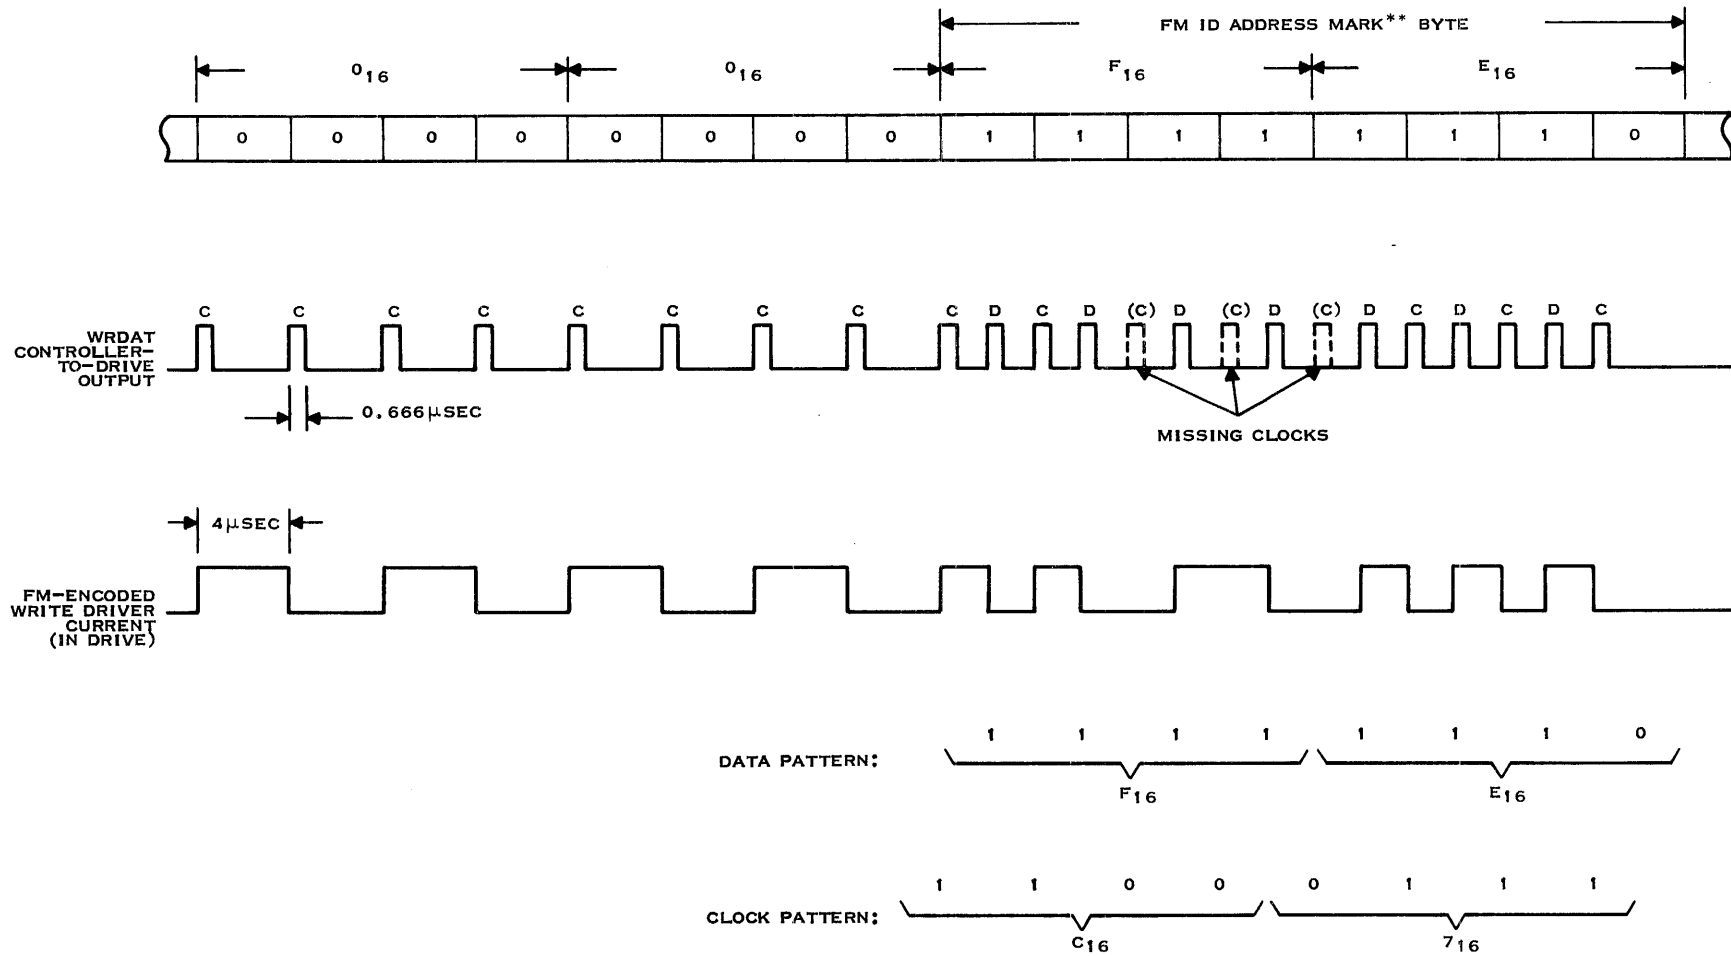 FM ID ADDRESS MARK** BYTE
0₁₆ 0₁₆ F₁₆ E₁₆
0 0 0 0 0 0 0 0 1 1 1 1 1 1 1 0
C C C C C C C C C D C D (C) D (C) D (C) D C D C D C
WRDAT
CONTROLLER-
TO-DRIVE
OUTPUT
0.666µSEC
MISSING CLOCKS
4µSEC
FM-ENCODED
WRITE DRIVER
CURRENT
(IN DRIVE)
1 1 1 1 1 1 1 0
DATA PATTERN:
F₁₆ E₁₆
1 1 0 0 0 1 1 1
CLOCK PATTERN:
C₁₆ 7₁₆